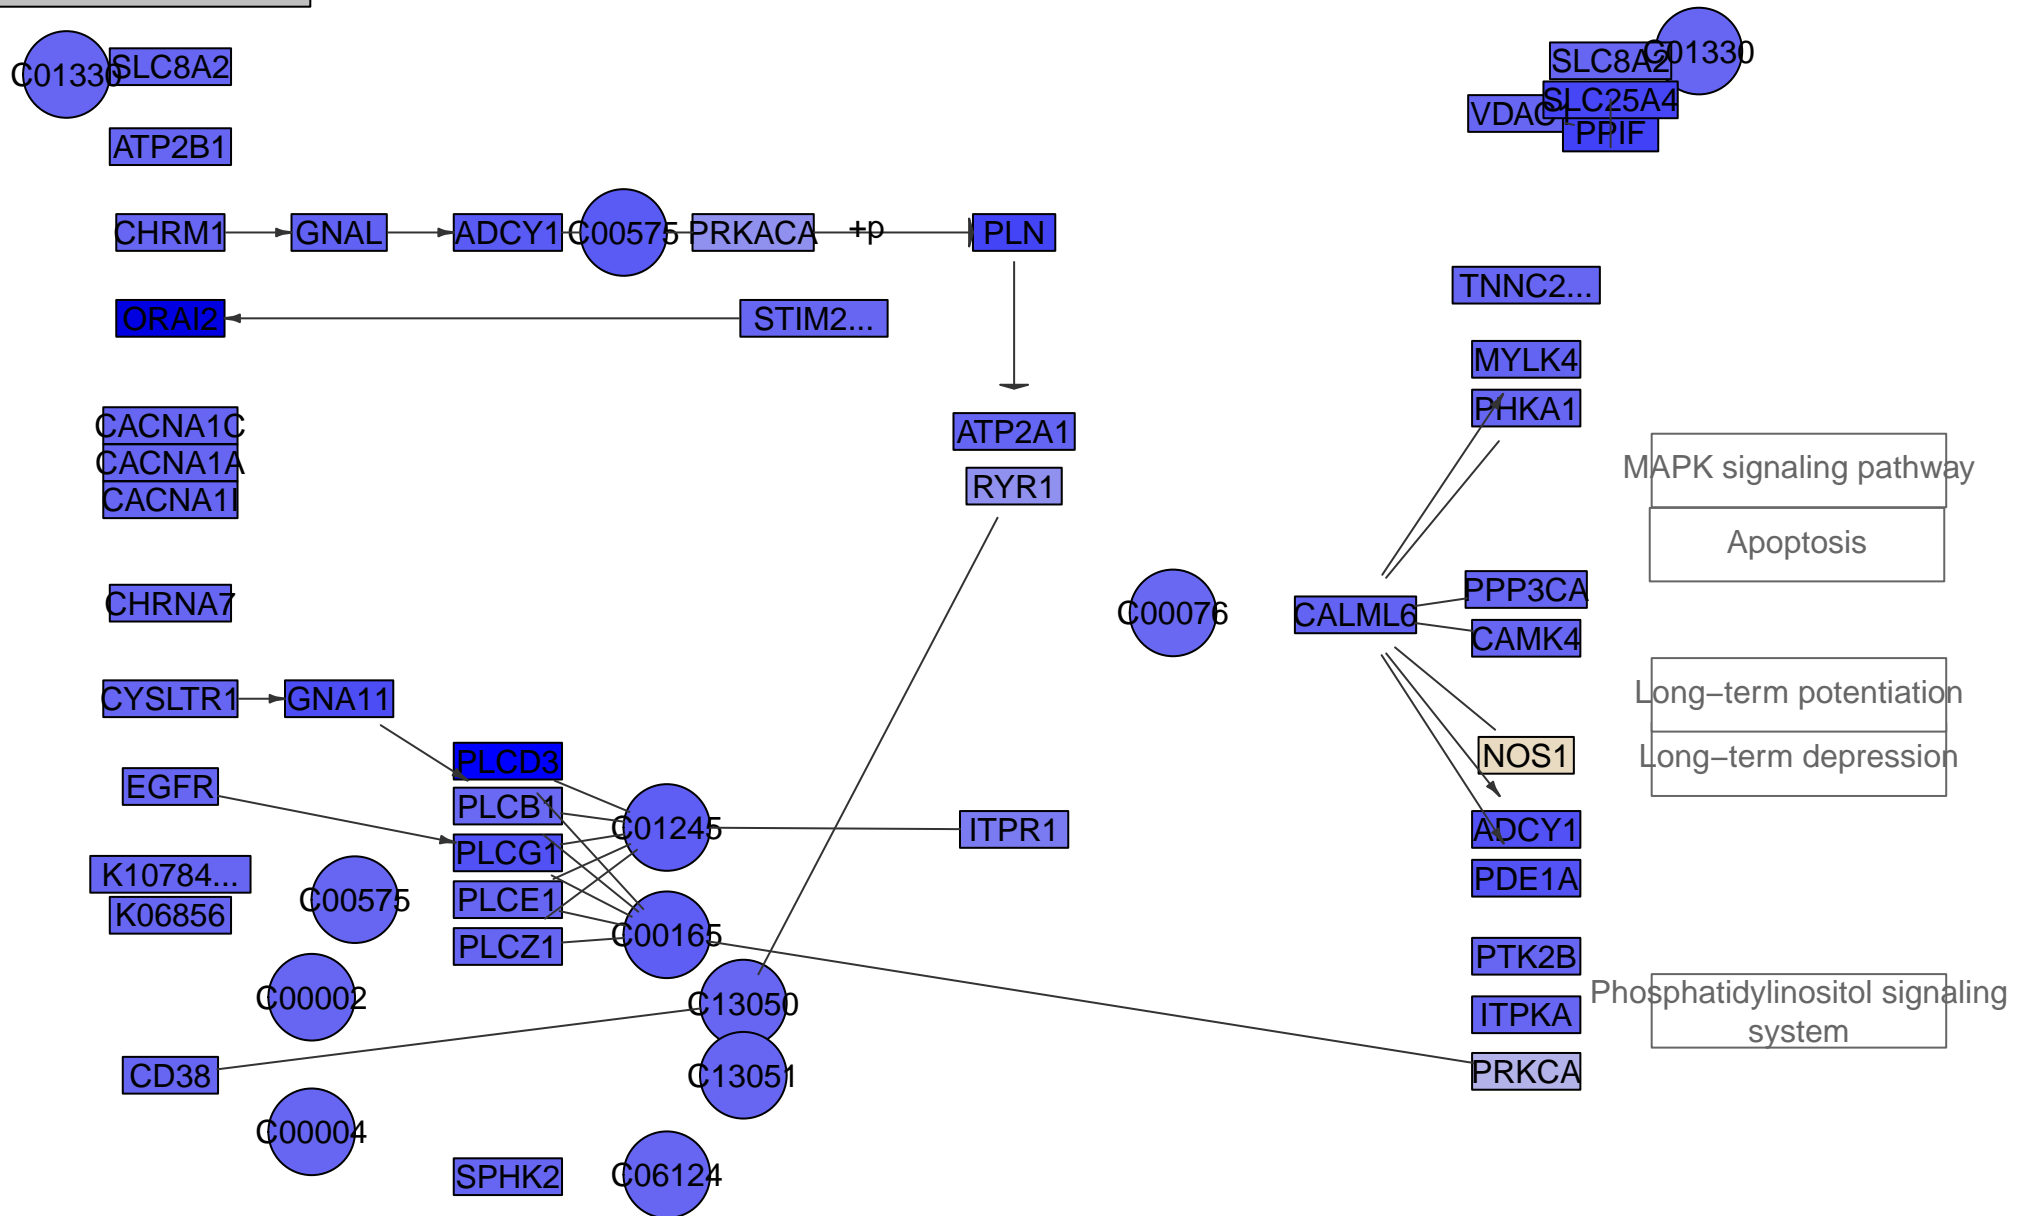 C01330
SLC8A2
SLC8A2
C01330
SLC25A4
VDAC1
PPIF
ATP2B1
CHRM1
GNAL
ADCY1
C00575
PRKACA
+p
PLN
TNNC2...
ORAI2
STIM2...
MYLK4
PHKA1
CACNA1C
CACNA1A
CACNA1I
ATP2A1
RYR1
MAPK signaling pathway
Apoptosis
CHRNA7
C00076
CALML6
PPP3CA
CAMK4
CYSLTR1
GNA11
Long−term potentiation
Long−term depression
NOS1
PLCD3
EGFR
PLCB1
C01245
ITPR1
ADCY1
PLCG1
K10784...
PDE1A
K06856
C00575
PLCE1
C00165
PLCZ1
PTK2B
C00002
C13050
ITPKA
Phosphatidylinositol signaling
system
CD38
C13051
PRKCA
C00004
SPHK2
C06124